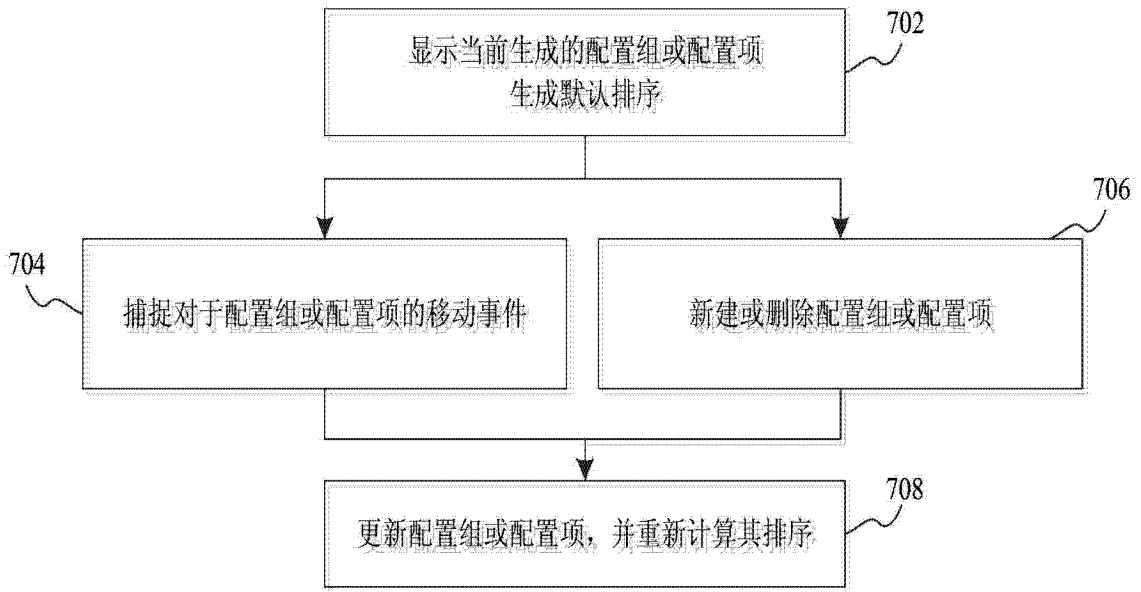 显示当前生成的配置组或配置项
生成默认排序
702
704
捕捉对于配置组或配置项的移动事件
706
新建或删除配置组或配置项
更新配置组或配置项，并重新计算其排序
708